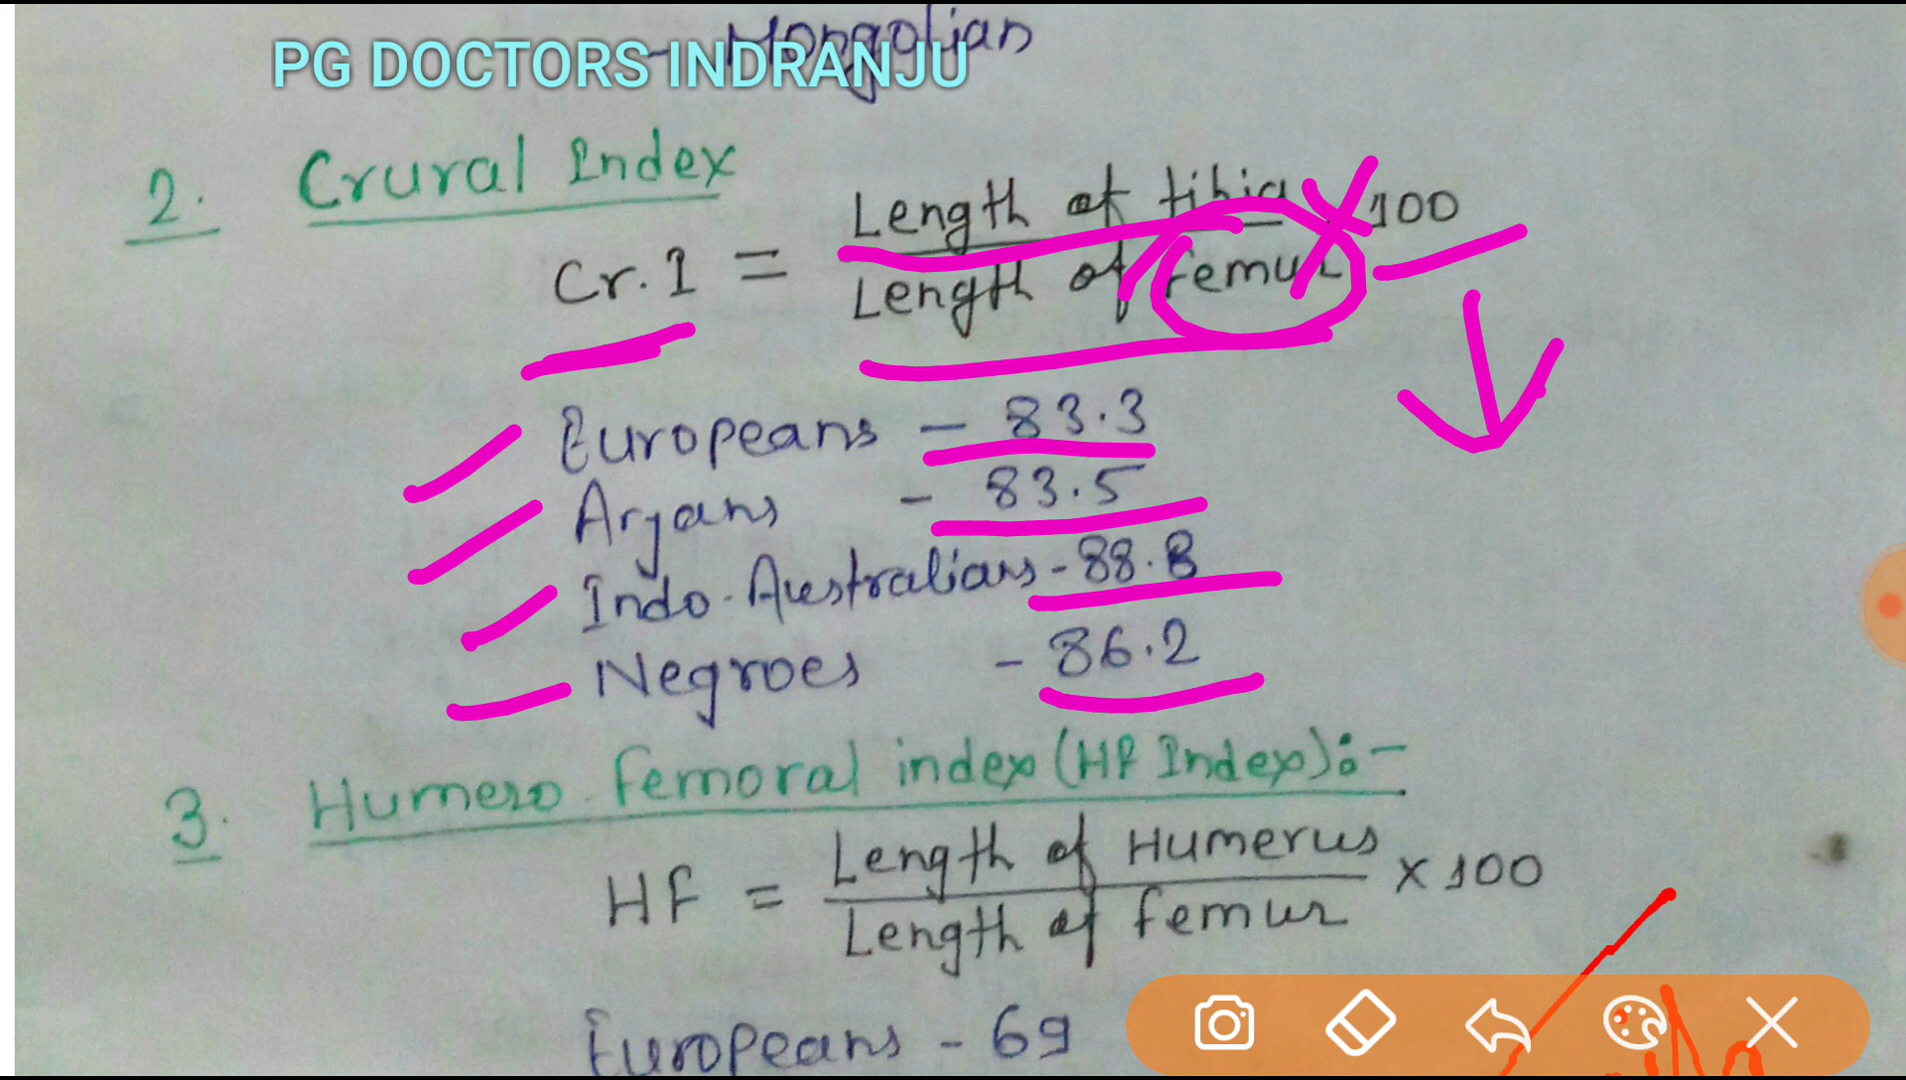 - Mongolian
PG DOCTORS INDRANJU
2. Crural Index
Cr.I = Length of tibia / Length of femur × 100
Europeans - 83.3
Aryans - 83.5
Indo-Australians - 88.8
Negroes - 86.2
3. Humero femoral index (HF Index):-
HF = Length of Humerus / Length of femur × 100
Europeans - 69